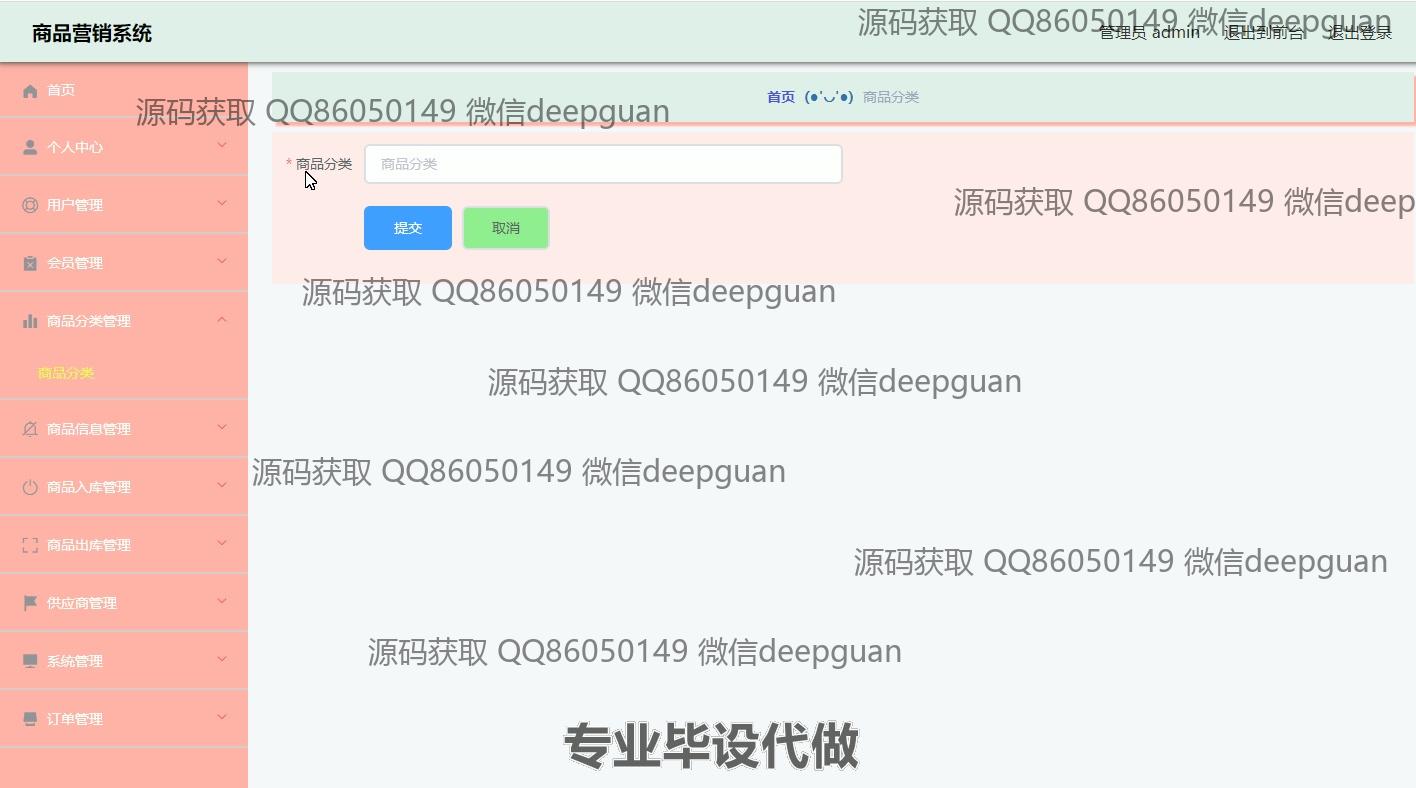 商品营销系统
管理员 admin
退出到前台
退出登录
源码获取 QQ86050149 微信deepguan
首页
个人中心
用户管理
会员管理
商品分类管理
商品分类
商品信息管理
商品入库管理
商品出库管理
供应商管理
系统管理
订单管理
首页 (●'◡'●) 商品分类
源码获取 QQ86050149 微信deepguan
* 商品分类
商品分类
源码获取 QQ86050149 微信deep
提交
取消
源码获取 QQ86050149 微信deepguan
源码获取 QQ86050149 微信deepguan
源码获取 QQ86050149 微信deepguan
源码获取 QQ86050149 微信deepguan
源码获取 QQ86050149 微信deepguan
专业毕设代做